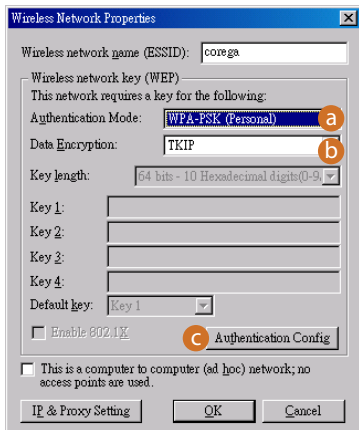 Wireless Network Properties
Wireless network name (ESSID): corega
Wireless network key (WEP)
This network requires a key for the following:
Authentication Mode: WPA-PSK (Personal) a
Data Encryption: TKIP b
Key length: 64 bits - 10 Hexadecimal digits(0-9,
Key 1:
Key 2:
Key 3:
Key 4:
Default key: Key 1
Enable 802.1X
c Authentication Config
This is a computer to computer (ad hoc) network; no
access points are used.
IP & Proxy Setting OK Cancel